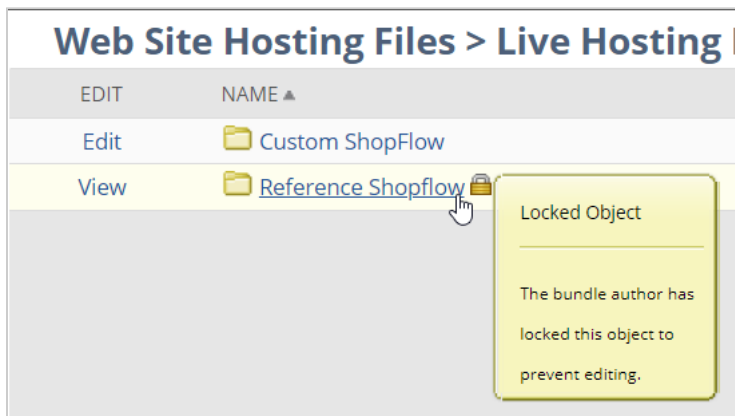 Web Site Hosting Files > Live Hosting
EDIT NAME
Edit Custom ShopFlow
View Reference Shopflow
Locked Object
The bundle author has
locked this object to
prevent editing.